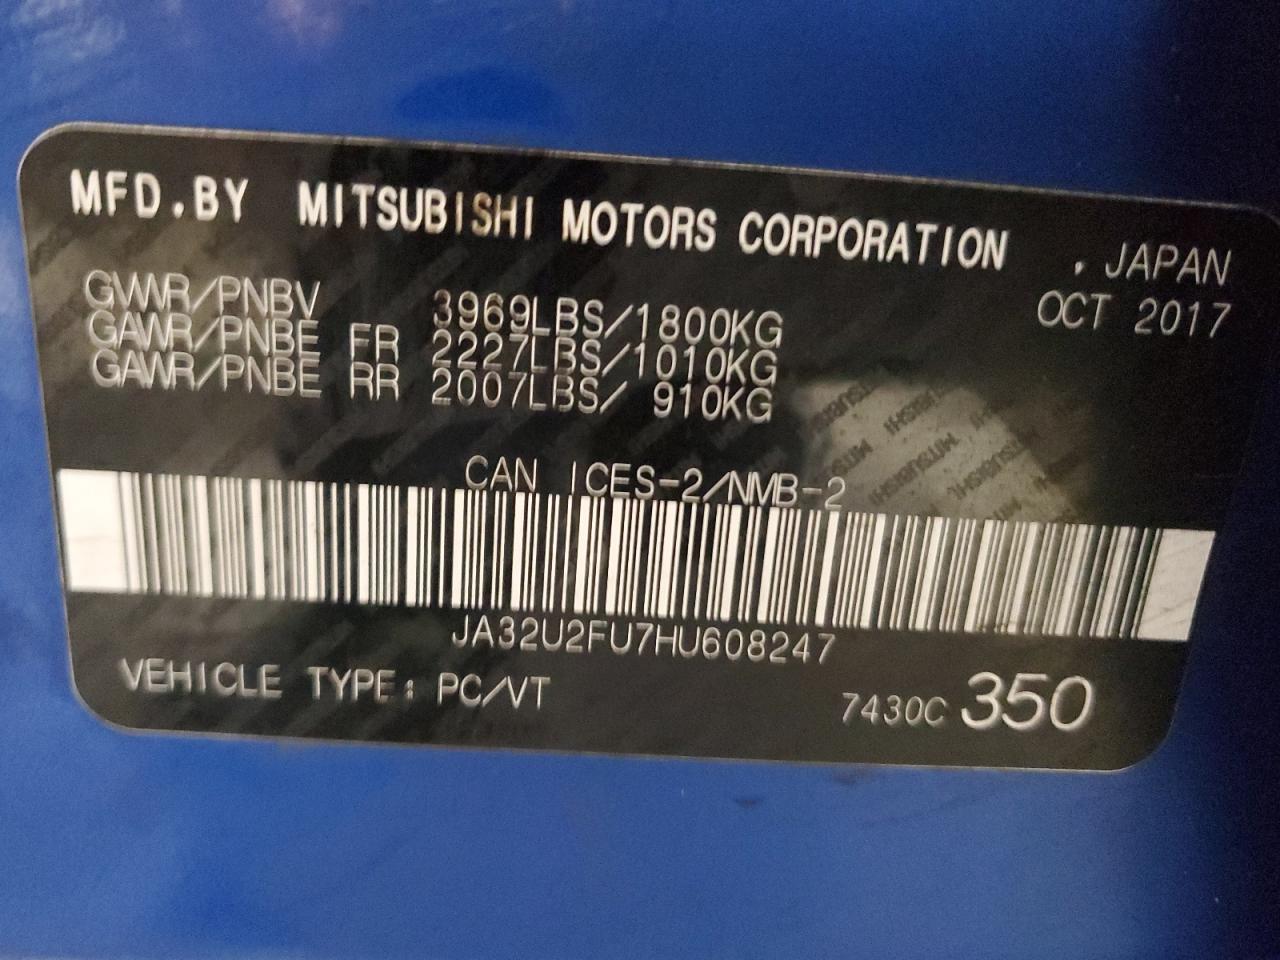 MFD.BY MITSUBISHI MOTORS CORPORATION , JAPAN
OCT 2017
GVWR/PNBV 3969LBS/1800KG
GAWR/PNBE FR 2227LBS/1010KG
GAWR/PNBE RR 2007LBS/ 910KG
CAN ICES-2/NMB-2
JA32U2FU7HU608247
VEHICLE TYPE: PC/VT
7430C 350